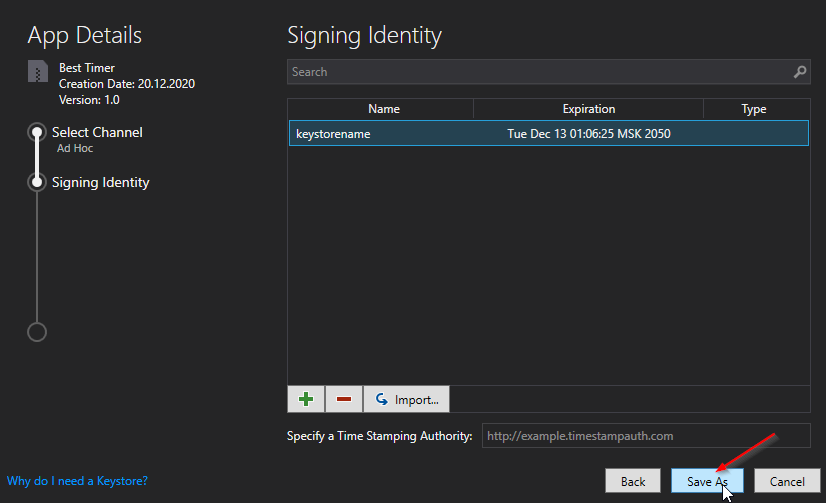 App Details
Best Timer
Creation Date: 20.12.2020
Version: 1.0
Select Channel
Ad Hoc
Signing Identity
Signing Identity
Search
Name Expiration Type
keystorename Tue Dec 13 01:06:25 MSK 2050
Import...
Specify a Time Stamping Authority: http://example.timestampauth.com
Why do I need a Keystore?
Back Save As Cancel